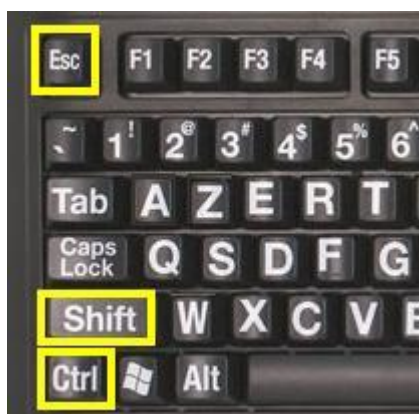 Esc F1 F2 F3 F4 F5
~ ` 1 ! 2 @ 3 # 4 $ 5 % 6 ^
Tab A Z E R T
Caps Lock Q S D F G
Shift W X C V
Ctrl Alt